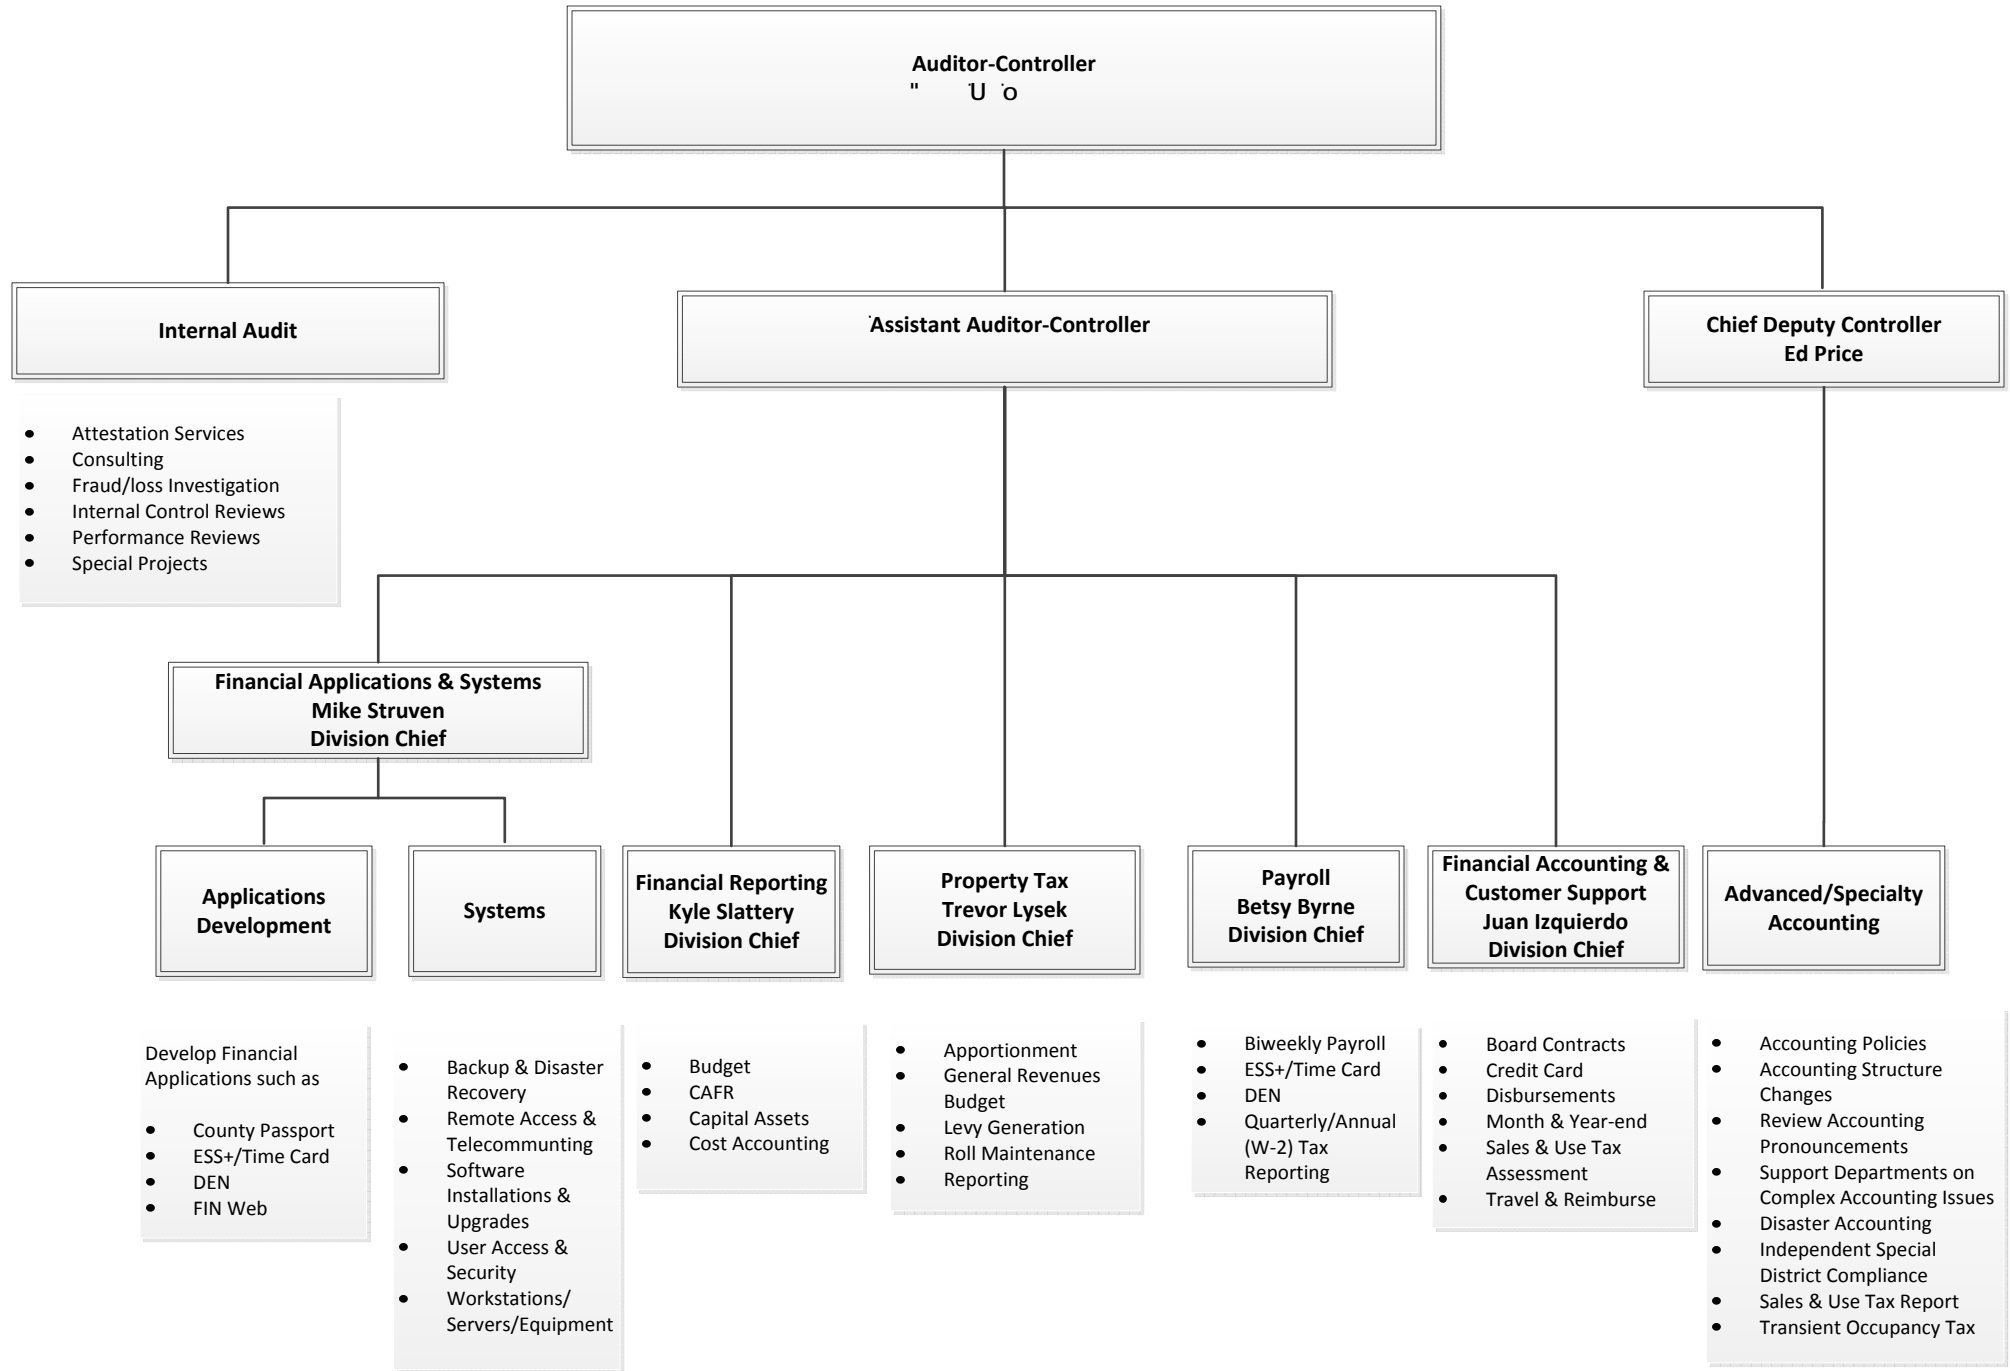 Auditor-Controller
Internal Audit
Assistant Auditor-Controller
Chief Deputy Controller
Ed Price
• Attestation Services
• Consulting
• Fraud/loss Investigation
• Internal Control Reviews
• Performance Reviews
• Special Projects
Financial Applications & Systems
Mike Struven
Division Chief
Applications
Development
Systems
Financial Reporting
Kyle Slattery
Division Chief
Property Tax
Trevor Lysek
Division Chief
Payroll
Betsy Byrne
Division Chief
Financial Accounting &
Customer Support
Juan Izquierdo
Division Chief
Advanced/Specialty
Accounting
Develop Financial
Applications such as
• County Passport
• ESS+/Time Card
• DEN
• FIN Web
• Backup & Disaster
Recovery
• Remote Access &
Telecommunting
• Software
Installations &
Upgrades
• User Access &
Security
• Workstations/
Servers/Equipment
• Budget
• CAFR
• Capital Assets
• Cost Accounting
• Apportionment
• General Revenues
Budget
• Levy Generation
• Roll Maintenance
• Reporting
• Biweekly Payroll
• ESS+/Time Card
• DEN
• Quarterly/Annual
(W-2) Tax
Reporting
• Board Contracts
• Credit Card
• Disbursements
• Month & Year-end
• Sales & Use Tax
Assessment
• Travel & Reimburse
• Accounting Policies
• Accounting Structure
Changes
• Review Accounting
Pronouncements
• Support Departments on
Complex Accounting Issues
• Disaster Accounting
• Independent Special
District Compliance
• Sales & Use Tax Report
• Transient Occupancy Tax